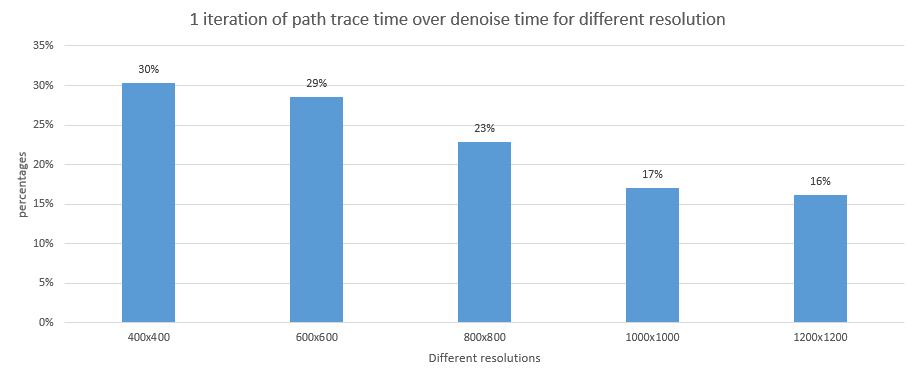 1 iteration of path trace time over denoise time for different resolution
35%
30%
25%
20%
15%
10%
5%
0%
percentages
30%
29%
23%
17%
16%
400x400
600x600
800x800
1000x1000
1200x1200
Different resolutions